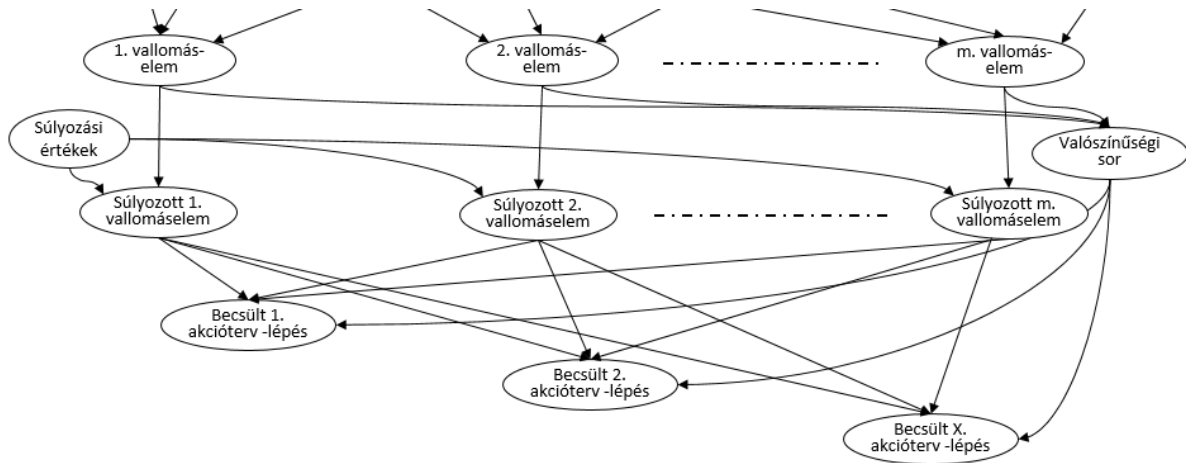 1. vallomás-
elem
2. vallomás-
elem
m. vallomás-
elem
Súlyozási
értékek
Valószínűségi
sor
Súlyozott 1.
vallomáselem
Súlyozott 2.
vallomáselem
Súlyozott m.
vallomáselem
Becsült 1.
akcióterv -lépés
Becsült 2.
akcióterv -lépés
Becsült X.
akcióterv -lépés